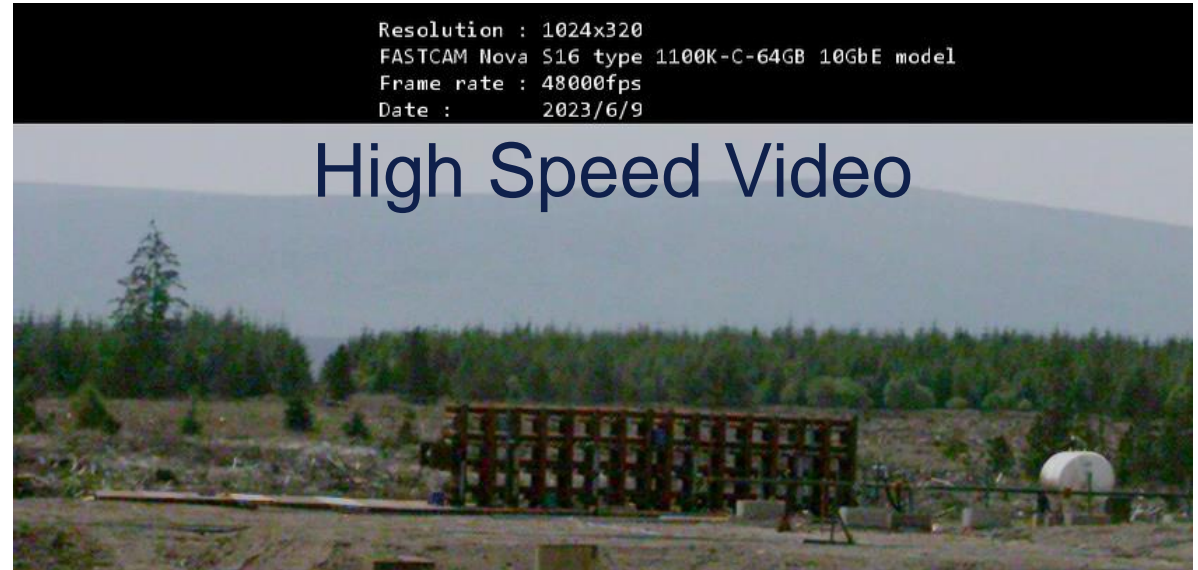 Resolution : 1024x320
FASTCAM Nova S16 type 1100K-C-64GB 10GbE model
Frame rate : 48000fps
Date : 2023/6/9
High Speed Video